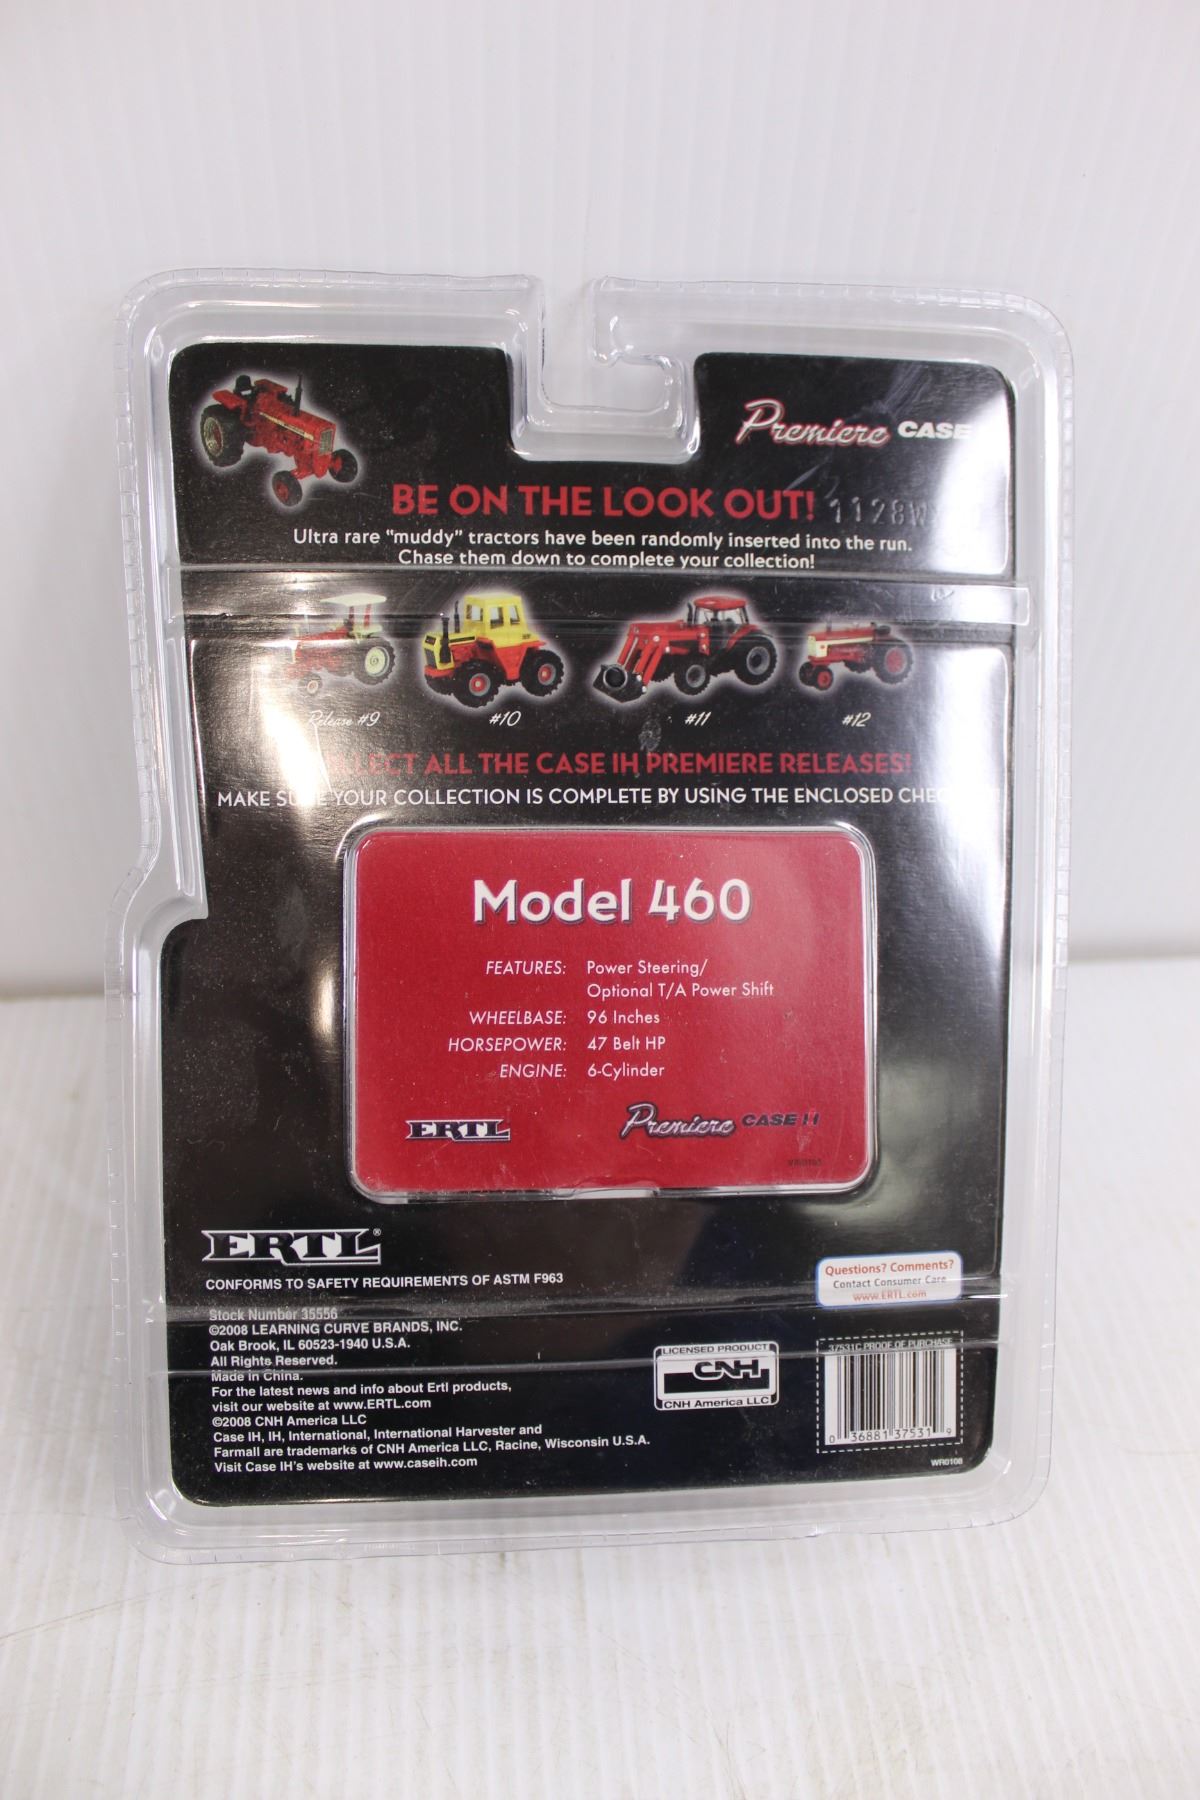 Premiere CASE
BE ON THE LOOK OUT!
Ultra rare "muddy" tractors have been randomly inserted into the run.
Chase them down to complete your collection!
Release #9
#10
#11
#12
ALL THE CASE IH PREMIERE RELEASES!
MAKE YOUR COLLECTION IS COMPLETE BY USING THE ENCLOSED
Model 460
FEATURES: Power Steering/
Optional T/A Power Shift
WHEELBASE: 96 Inches
HORSEPOWER: 47 Belt HP
ENGINE: 6-Cylinder
ERTL Premiere CASE IH
ERTL®
CONFORMS TO SAFETY REQUIREMENTS OF ASTM F963
Stock Number 35556
©2008 LEARNING CURVE BRANDS, INC.
Oak Brook, IL 60523-1940 U.S.A.
All Rights Reserved.
Made in China.
For the latest news and info about Ertl products,
visit our website at www.ERTL.com
©2008 CNH America LLC
Case IH, IH, International, International Harvester and
Farmall are trademarks of CNH America LLC, Racine, Wisconsin U.S.A.
Visit Case IH's website at www.caseih.com
LICENSED PRODUCT
CNH
CNH America LLC
Questions? Comments?
Contact Consumer Care
www.ERTL.com
37531C PROOF OF PURCHASE
0 36881 37531 9
WR0108